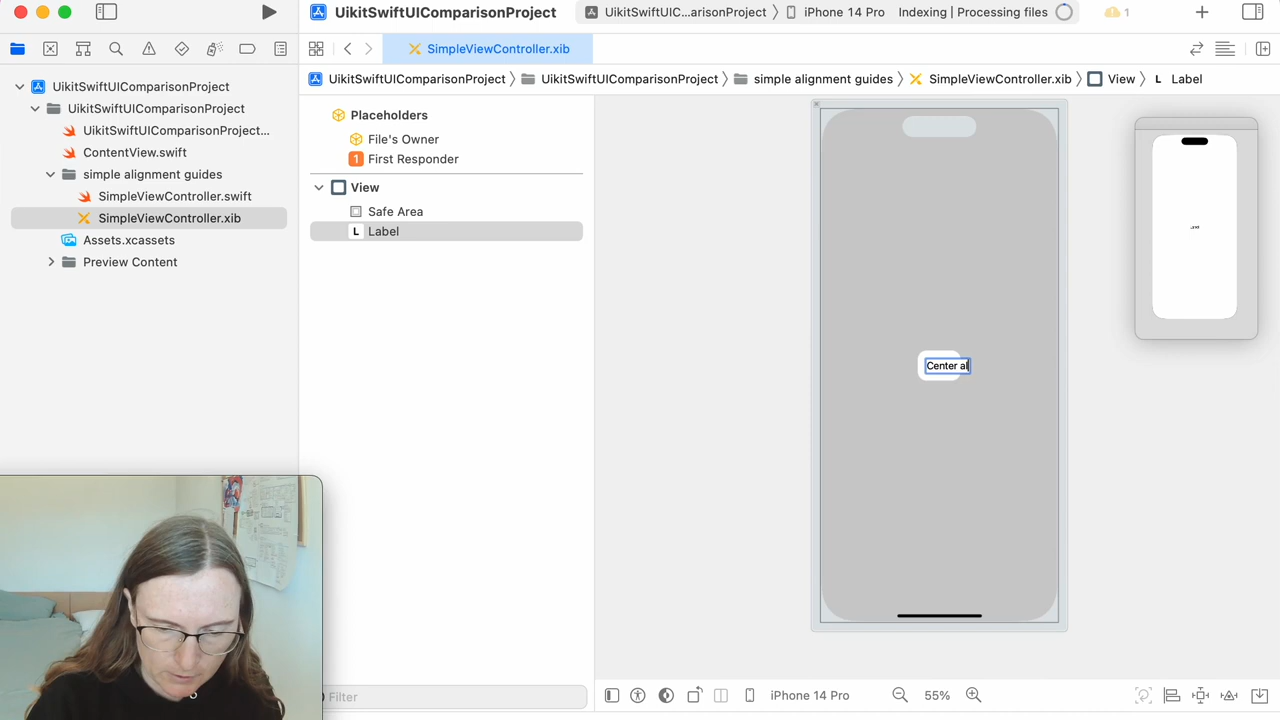 UikitSwiftUIComparisonProject
UikitSwiftUIC...arisonProject
iPhone 14 Pro
Indexing | Processing files
1
SimpleViewController.xib
UikitSwiftUIComparisonProject
UikitSwiftUIComparisonProject
simple alignment guides
SimpleViewController.xib
View
L Label
UikitSwiftUIComparisonProject
UikitSwiftUIComparisonProject
UikitSwiftUIComparisonProject...
ContentView.swift
simple alignment guides
SimpleViewController.swift
SimpleViewController.xib
Assets.xcassets
Preview Content
Placeholders
File's Owner
1 First Responder
View
Safe Area
L Label
Center al
Filter
iPhone 14 Pro
55%